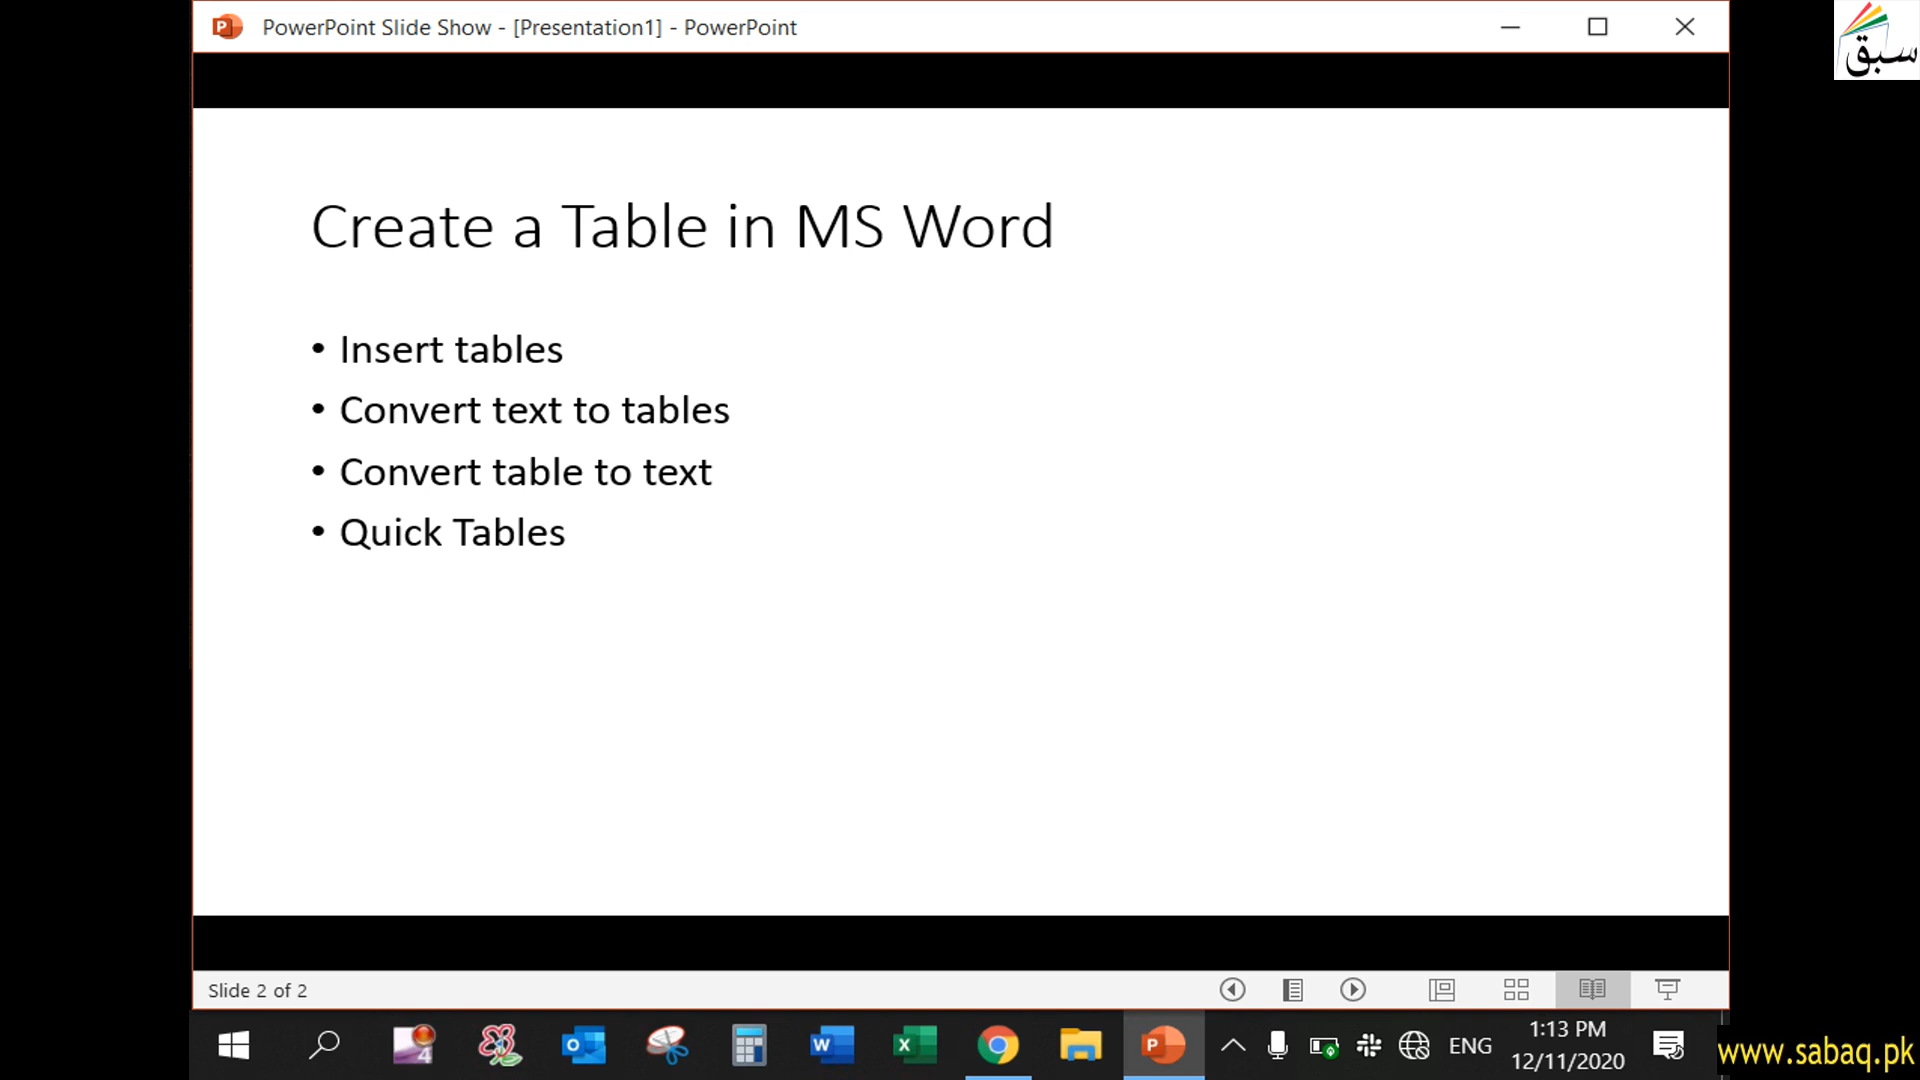 PowerPoint Slide Show - [Presentation1] - PowerPoint
سبق
Create a Table in MS Word
• Insert tables
• Convert text to tables
• Convert table to text
• Quick Tables
Slide 2 of 2
4
ENG
1:13 PM
12/11/2020
www.sabaq.pk